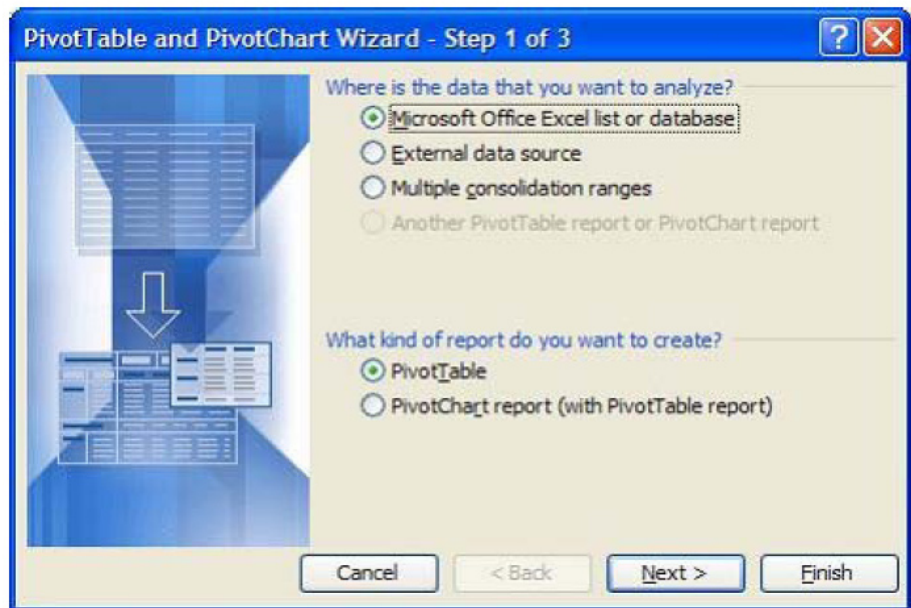 PivotTable and PivotChart Wizard - Step 1 of 3
Where is the data that you want to analyze?
Microsoft Office Excel list or database
External data source
Multiple consolidation ranges
Another PivotTable report or PivotChart report
What kind of report do you want to create?
PivotTable
PivotChart report (with PivotTable report)
Cancel < Back Next > Finish